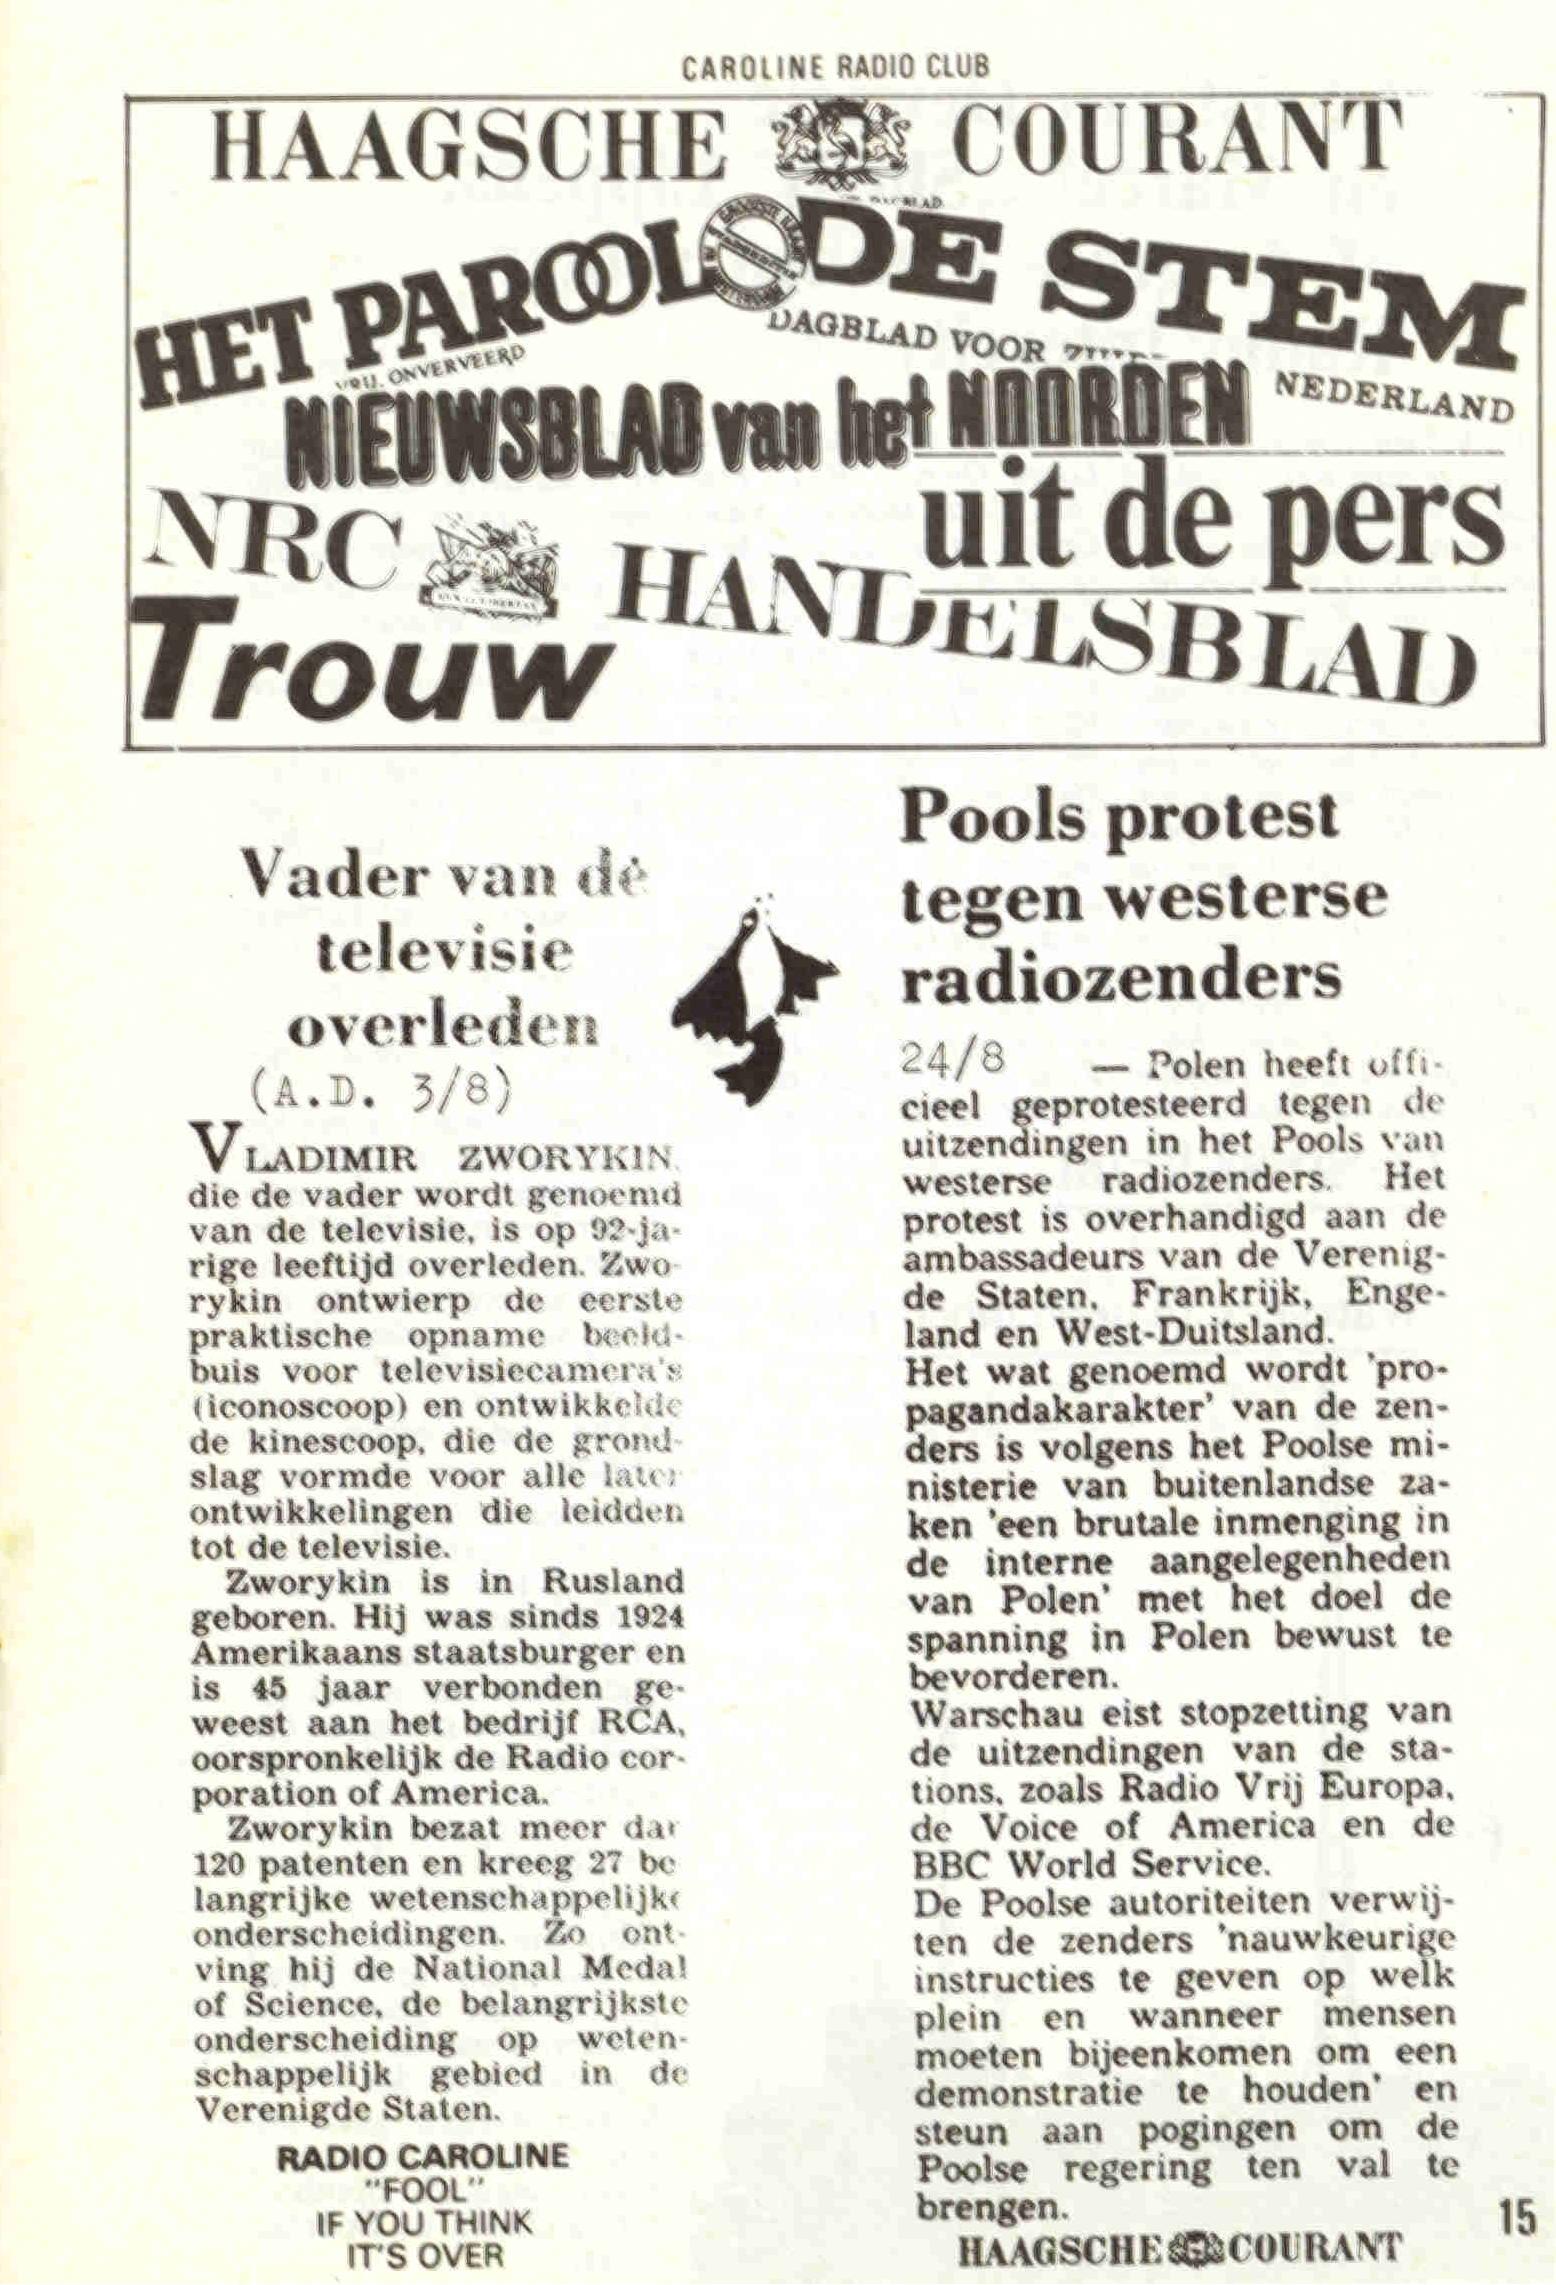 CAROLINE RADIO CLUB
HAAGSCHE COURANT
HET PAROOL
VRIJ, ONVERVEERD
DE STEM
DAGBLAD VOOR
NEDERLAND
NIEUWSBLAD van het NOORDEN
uit de pers
NRC HANDELSBLAD
Trouw
Vader van de
televisie
overleden
(A.D. 3/8)
VLADIMIR ZWORYKIN,
die de vader wordt genoemd
van de televisie, is op 92-ja-
rige leeftijd overleden. Zwo-
rykin ontwierp de eerste
praktische opname beeld-
buis voor televisiecamera's
(iconoscoop) en ontwikkelde
de kinescoop, die de grond-
slag vormde voor alle later
ontwikkelingen die leidden
tot de televisie.
Zworykin is in Rusland
geboren. Hij was sinds 1924
Amerikaans staatsburger en
is 45 jaar verbonden ge-
weest aan het bedrijf RCA,
oorspronkelijk de Radio cor-
poration of America.
Zworykin bezat meer dan
120 patenten en kreeg 27 be
langrijke wetenschappelijke
onderscheidingen. Zo ont-
ving hij de National Medal
of Science, de belangrijkste
onderscheiding op weten-
schappelijk gebied in de
Verenigde Staten.
RADIO CAROLINE
"FOOL"
IF YOU THINK
IT'S OVER
Pools protest
tegen westerse
radiozenders
24/8 — Polen heeft offi-
cieel geprotesteerd tegen de
uitzendingen in het Pools van
westerse radiozenders. Het
protest is overhandigd aan de
ambassadeurs van de Verenig-
de Staten, Frankrijk, Enge-
land en West-Duitsland.
Het wat genoemd wordt 'pro-
pagandakarakter' van de zen-
ders is volgens het Poolse mi-
nisterie van buitenlandse za-
ken 'een brutale inmenging in
de interne aangelegenheden
van Polen' met het doel de
spanning in Polen bewust te
bevorderen.
Warschau eist stopzetting van
de uitzendingen van de sta-
tions, zoals Radio Vrij Europa,
de Voice of America en de
BBC World Service.
De Poolse autoriteiten verwij-
ten de zenders 'nauwkeurige
instructies te geven op welk
plein en wanneer mensen
moeten bijeenkomen om een
demonstratie te houden' en
steun aan pogingen om de
Poolse regering ten val te
brengen.
HAAGSCHE COURANT
15